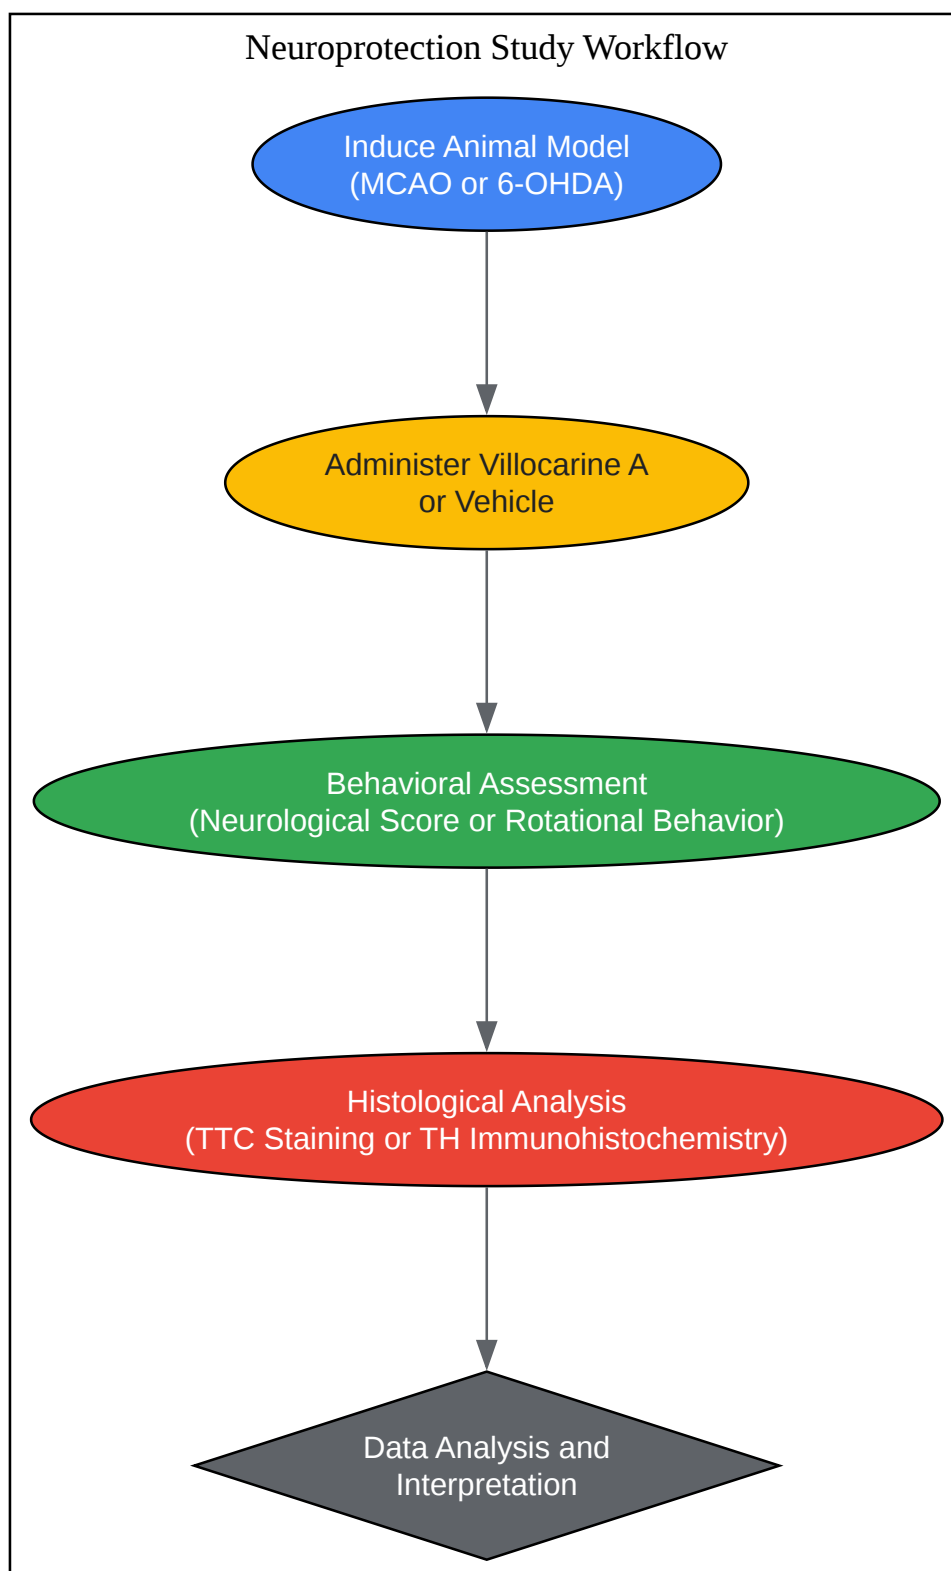 Neuroprotection Study Workflow
Induce Animal Model
(MCAO or 6-OHDA)
Administer Villocarine A
or Vehicle
Behavioral Assessment
(Neurological Score or Rotational Behavior)
Histological Analysis
(TTC Staining or TH Immunohistochemistry)
Data Analysis and
Interpretation